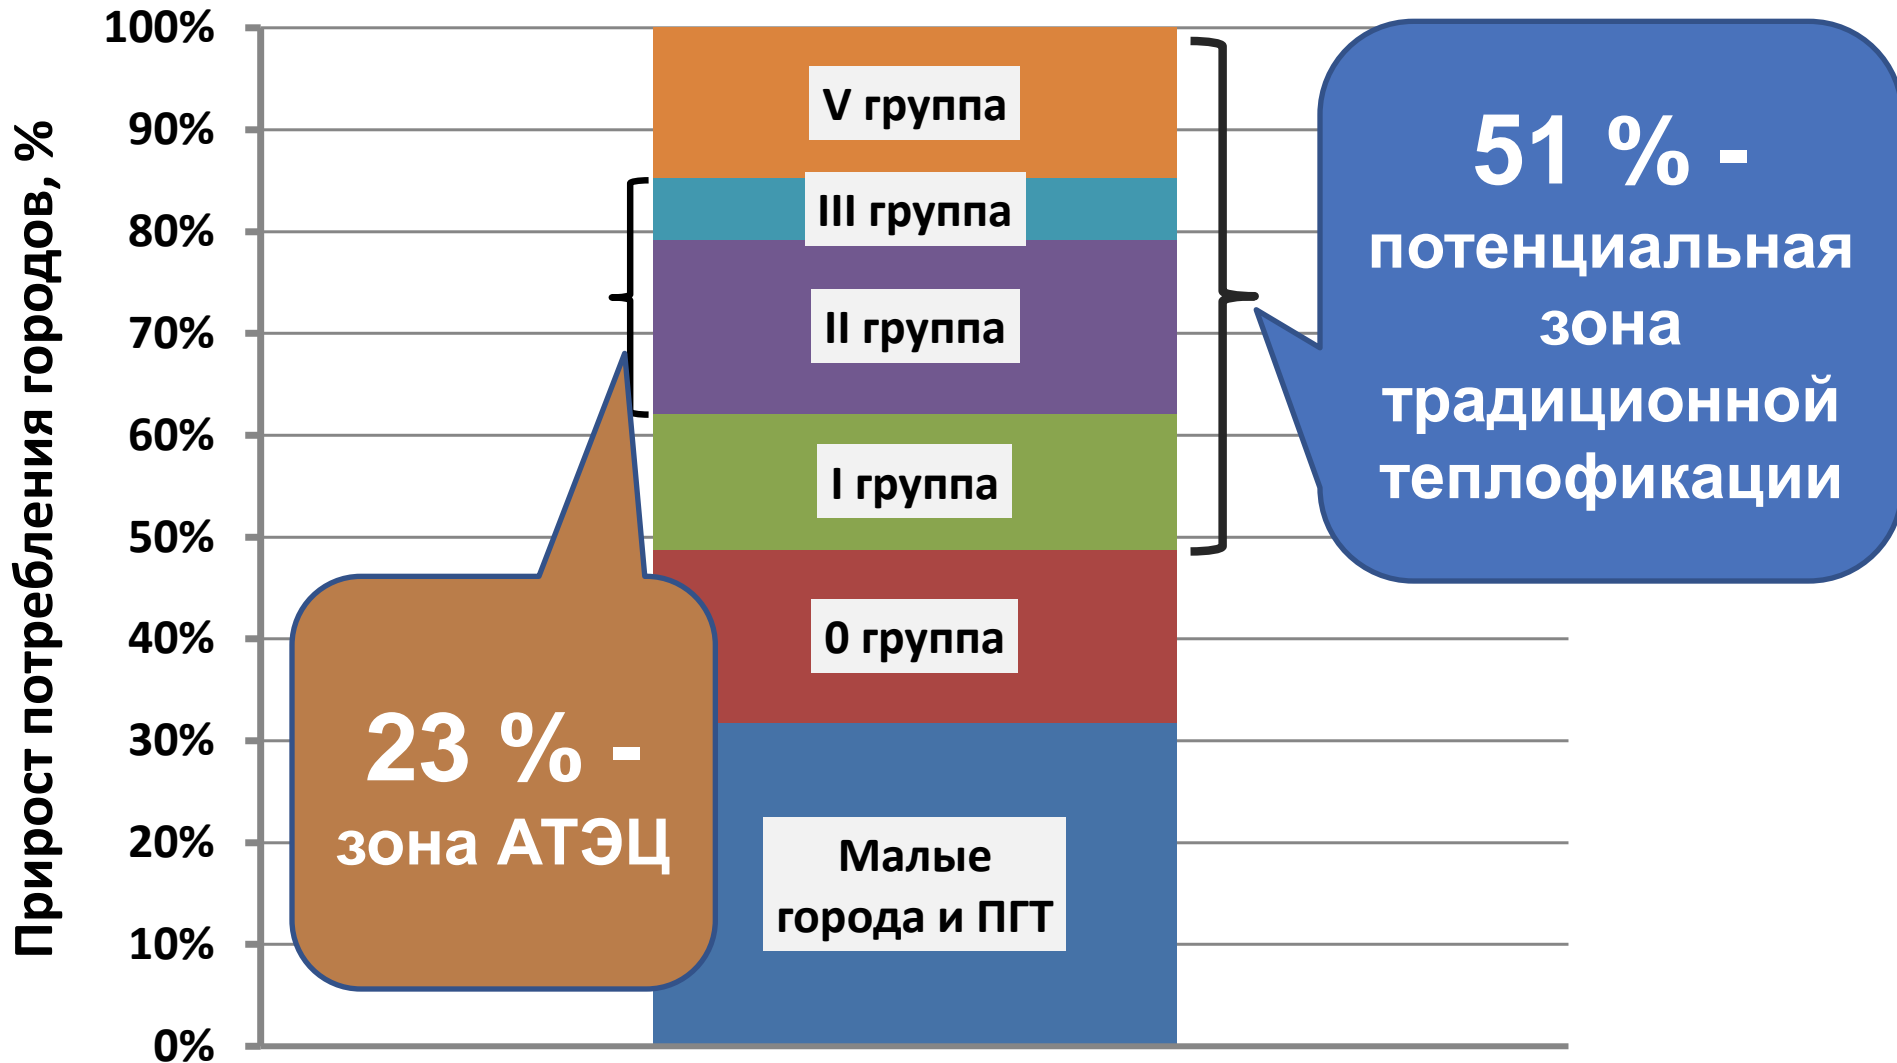 Прирост потребления городов, %
100%
90%
80%
70%
60%
50%
40%
30%
20%
10%
0%
V группа
III группа
II группа
I группа
0 группа
Малые
города и ПГТ
23 % -
зона АТЭЦ
51 % -
потенциальная
зона
традиционной
теплофикации